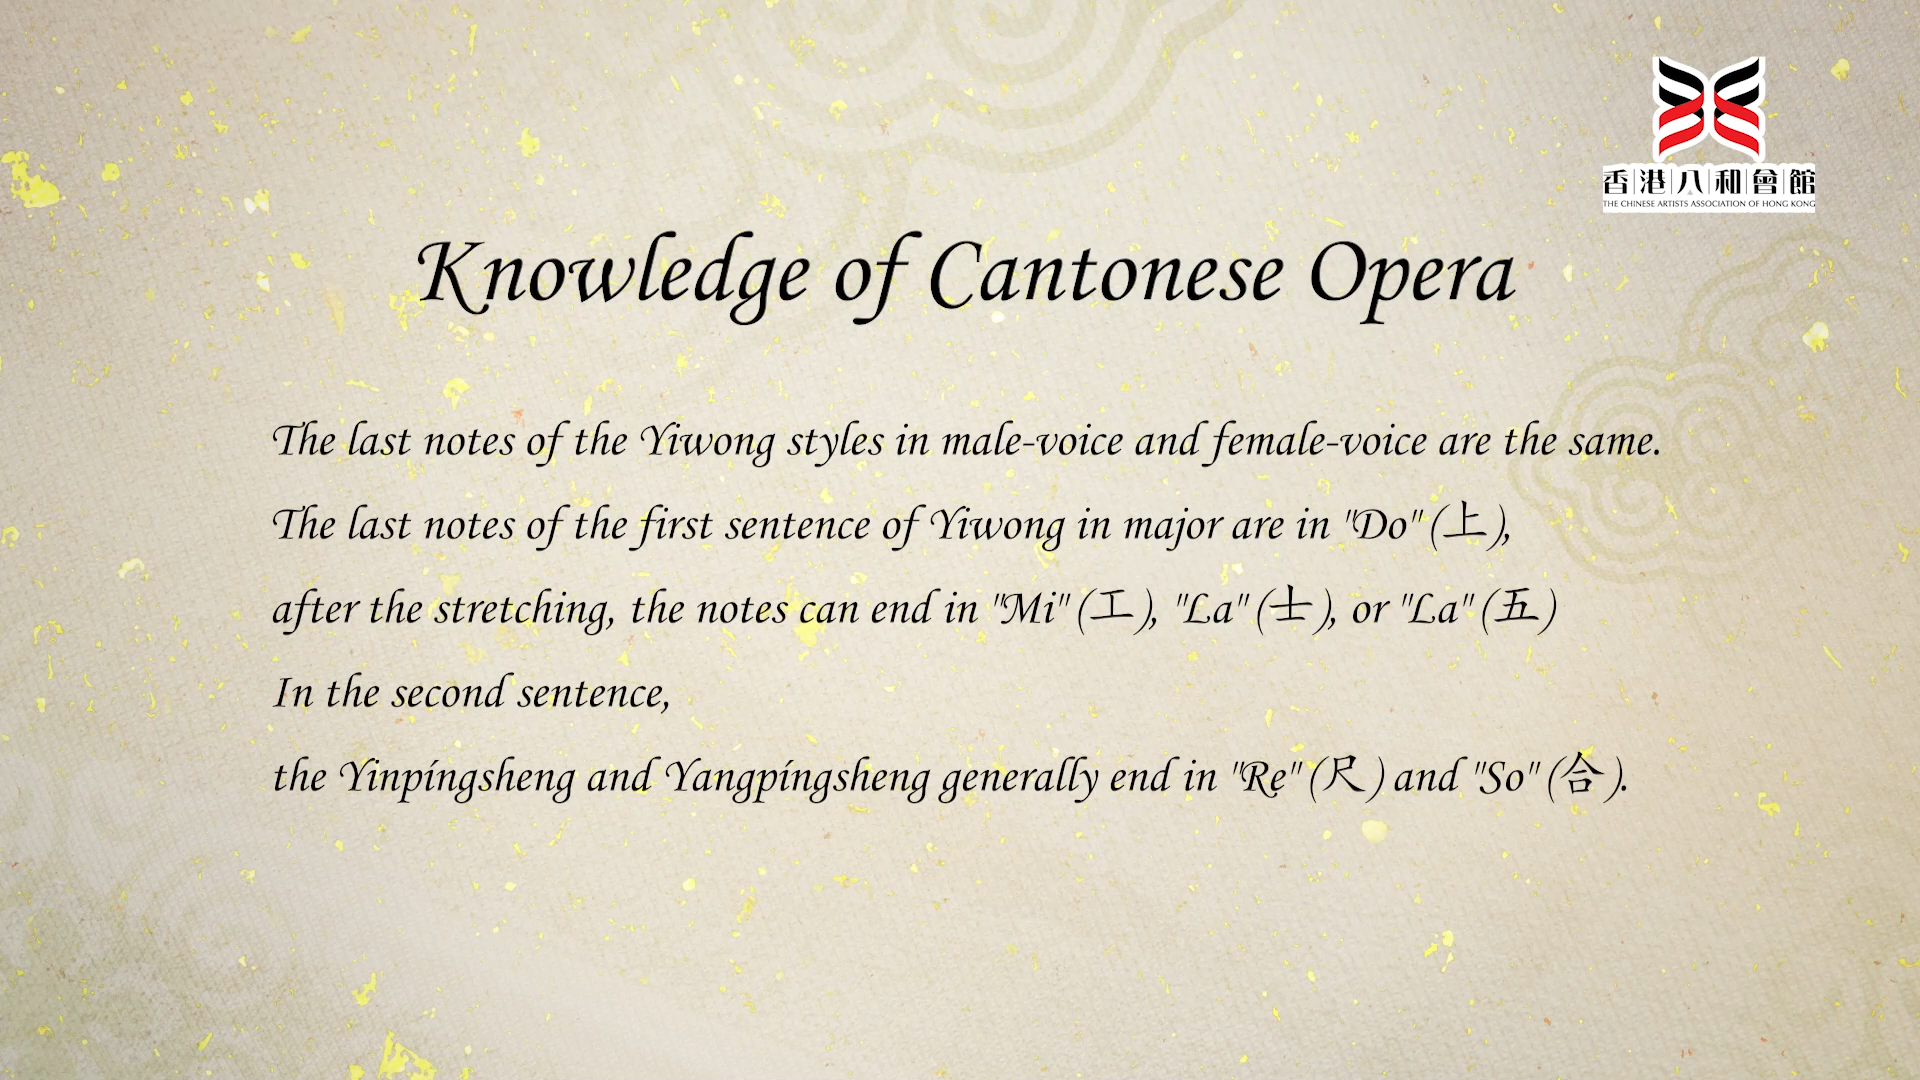 香港八和會館
THE CHINESE ARTISTS ASSOCIATION OF HONG KONG
Knowledge of Cantonese Opera
The last notes of the Yiwong styles in male-voice and female-voice are the same.
The last notes of the first sentence of Yiwong in major are in "Do" (上),
after the stretching, the notes can end in "Mi" (工), "La" (士), or "La" (五)
In the second sentence,
the Yinpíngsheng and Yangpíngsheng generally end in "Re" (尺) and "So" (合).